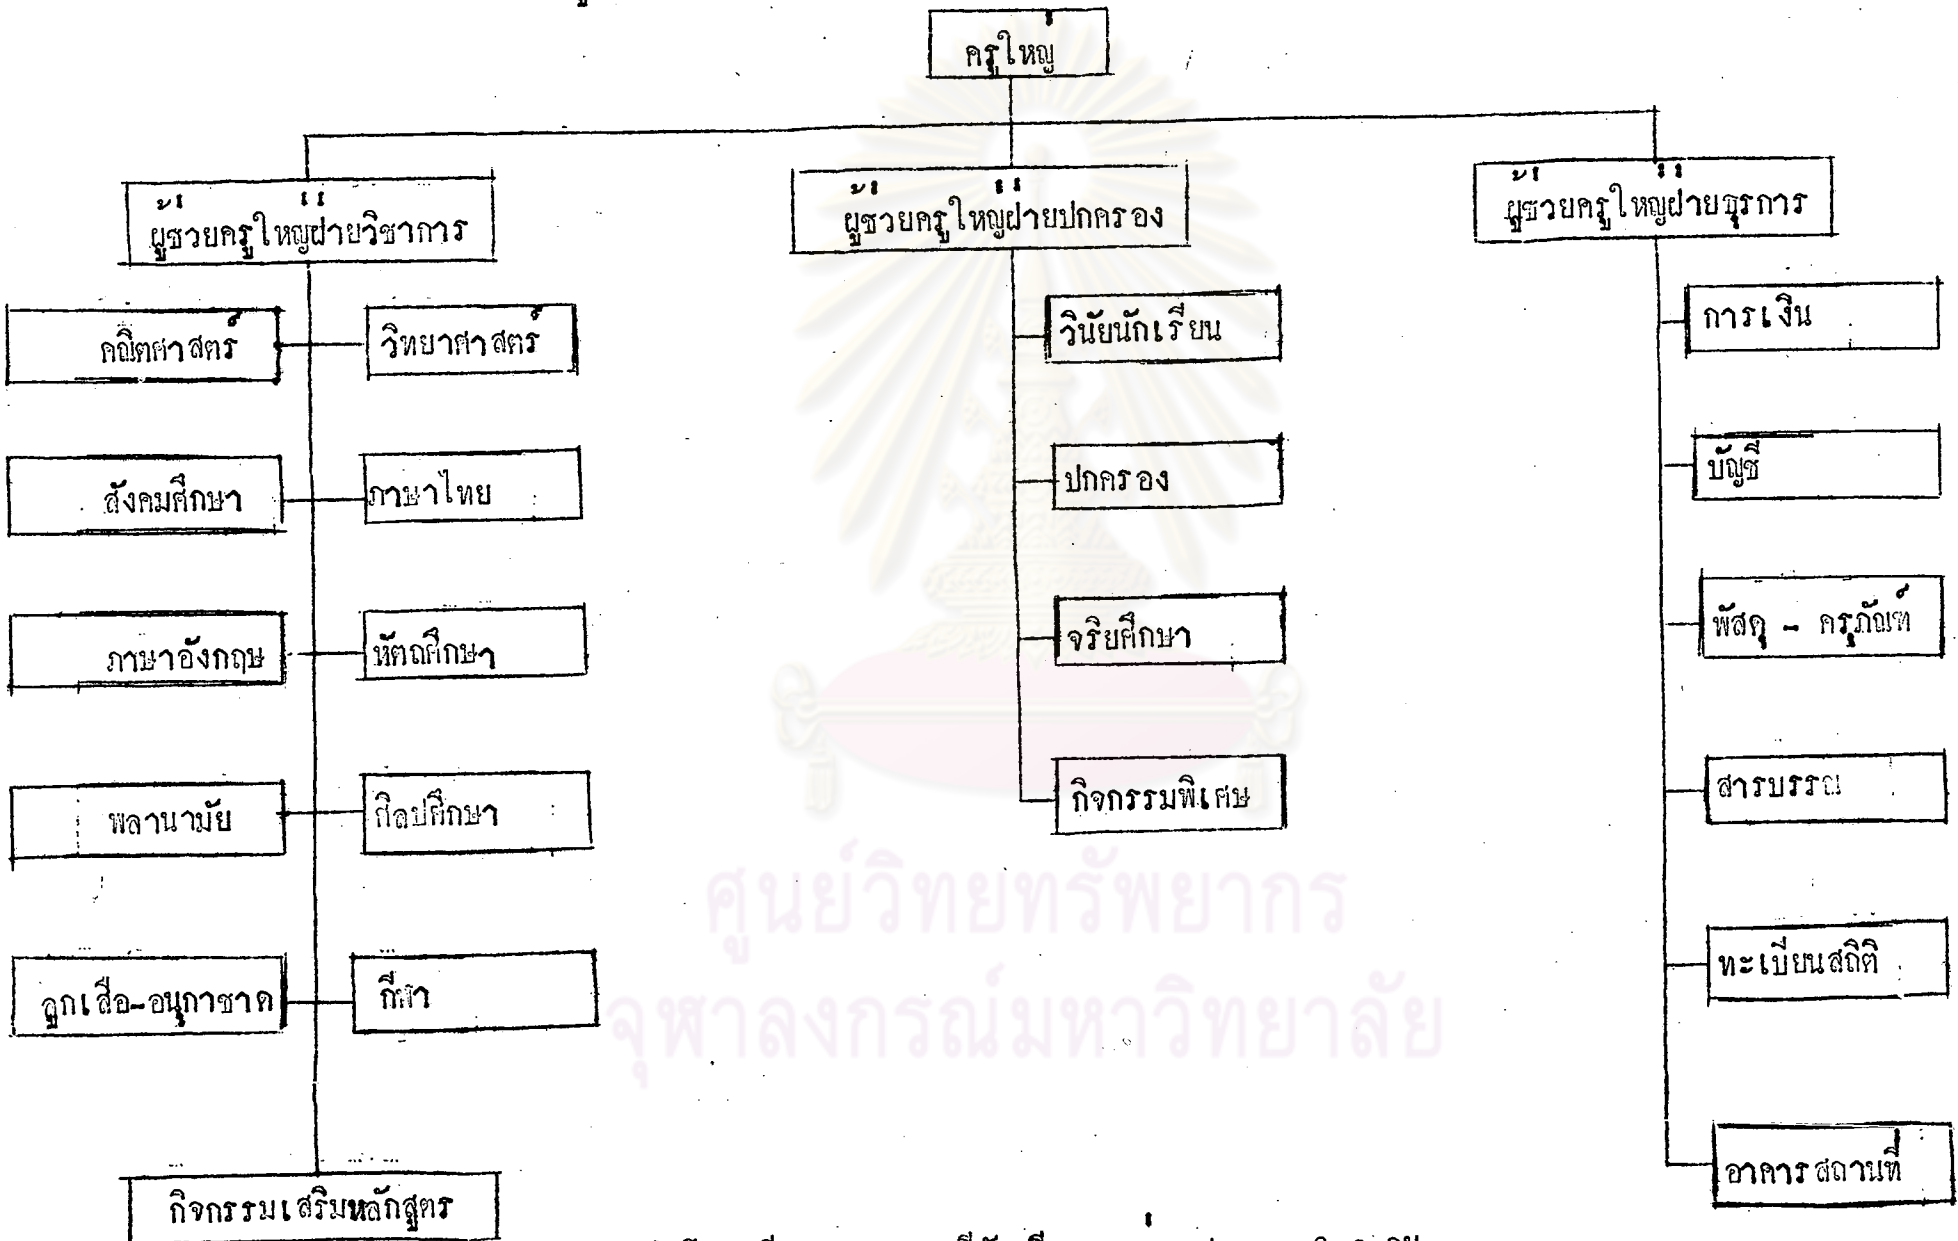 ครูใหญ่
ผู้ช่วยครูใหญ่ฝ่ายวิชาการ
ผู้ช่วยครูใหญ่ฝ่ายปกครอง
ผู้ช่วยครูใหญ่ฝ่ายธุรการ
คณิตศาสตร์
วิทยาศาสตร์
สังคมศึกษา
ภาษาไทย
ภาษาอังกฤษ
หัตถศึกษา
พลานามัย
ศิลปศึกษา
ลูกเสือ-อนุกาชาด
กีฬา
กิจกรรมเสริมหลักสูตร
วินัยนักเรียน
ปกครอง
จริยศึกษา
กิจกรรมพิเศษ
การเงิน
บัญชี
พัสดุ - ครุภัณฑ์
สารบรรณ
ทะเบียนสถิติ
อาคารสถานที่
ศูนย์วิทยทรัพยากร
จุฬาลงกรณ์มหาวิทยาลัย